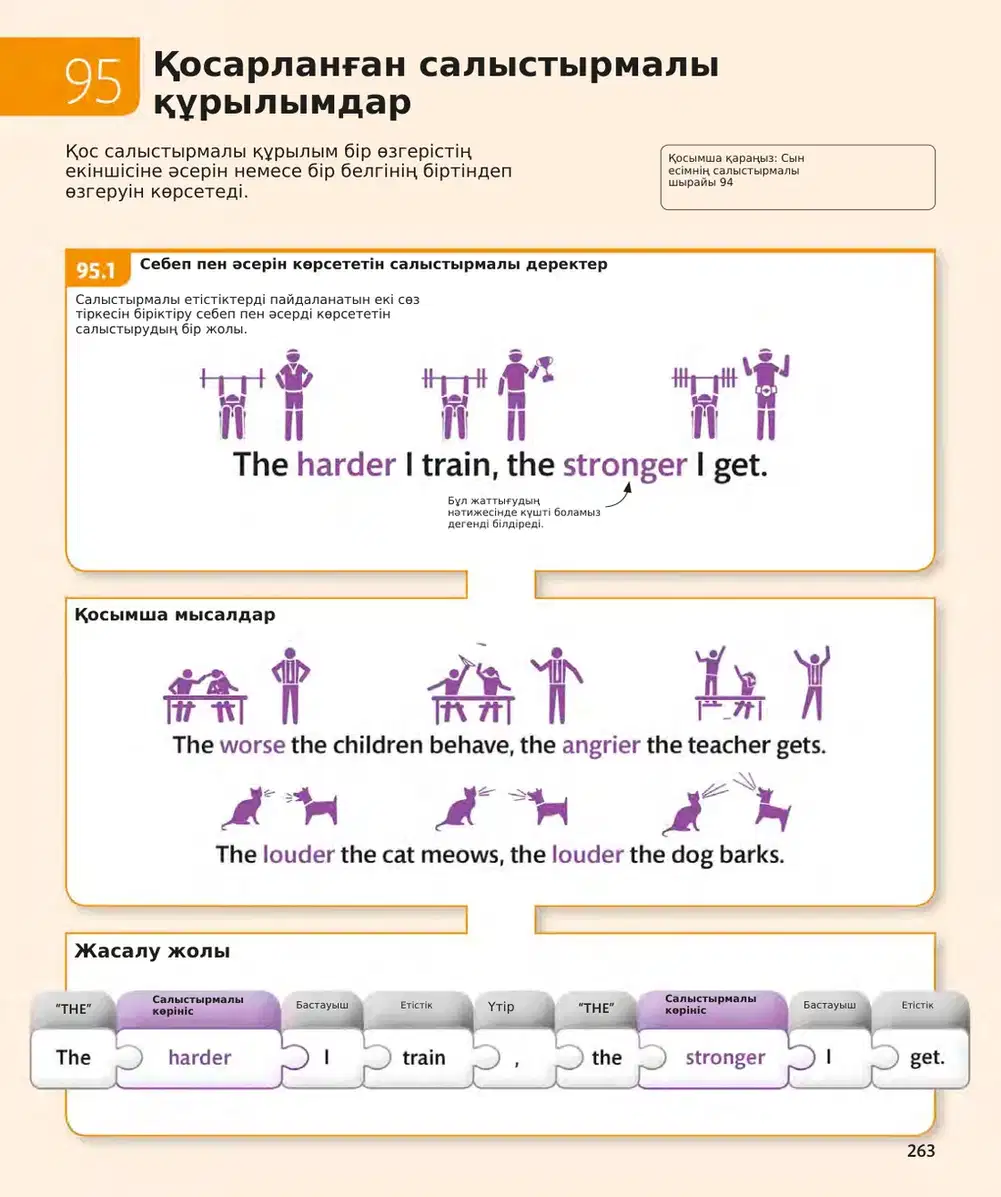 95
Қосарланған салыстырмалы
құрылымдар
Қос салыстырмалы құрылым бір өзгерістің
екіншісіне әсерін немесе бір белгінің біртіндеп
өзгеруін көрсетеді.
Қосымша қараңыз: Сын
есімнің салыстырмалы
шырайы 94
95.1 Себеп пен әсерін көрсететін салыстырмалы деректер
Салыстырмалы етістіктерді пайдаланатын екі сөз
тіркесін біріктіру себеп пен әсерді көрсететін
салыстырудың бір жолы.
The harder I train, the stronger I get.
Бұл жаттығудың
нәтижесінде күшті боламыз
дегенді білдіреді.
Қосымша мысалдар
The worse the children behave, the angrier the teacher gets.
The louder the cat meows, the louder the dog barks.
Жасалу жолы
"THE" Салыстырмалы көрініс Бастауыш Етістік Үтір "THE" Салыстырмалы көрініс Бастауыш Етістік
The harder I train , the stronger I get.
263